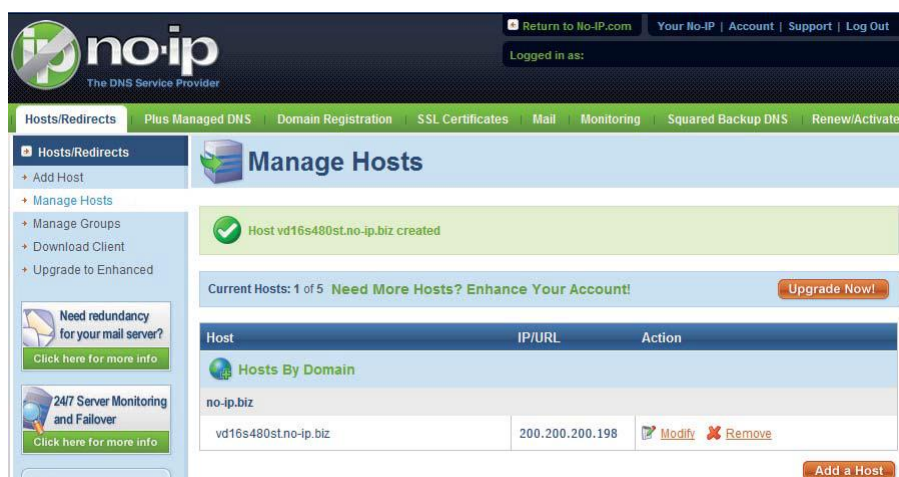 no·ip
The DNS Service Provider
Return to No-IP.com
Your No-IP | Account | Support | Log Out
Logged in as:
Hosts/Redirects | Plus Managed DNS | Domain Registration | SSL Certificates | Mail | Monitoring | Squared Backup DNS | Renew/Activate
Hosts/Redirects
Add Host
Manage Hosts
Manage Groups
Download Client
Upgrade to Enhanced
Need redundancy
for your mail server?
Click here for more info
24/7 Server Monitoring
and Failover
Click here for more info
Manage Hosts
Host vd16s480st.no-ip.biz created
Current Hosts: 1 of 5 Need More Hosts? Enhance Your Account!
Upgrade Now!
Host IP/URL Action
Hosts By Domain
no-ip.biz
vd16s480st.no-ip.biz 200.200.200.198 Modify Remove
Add a Host